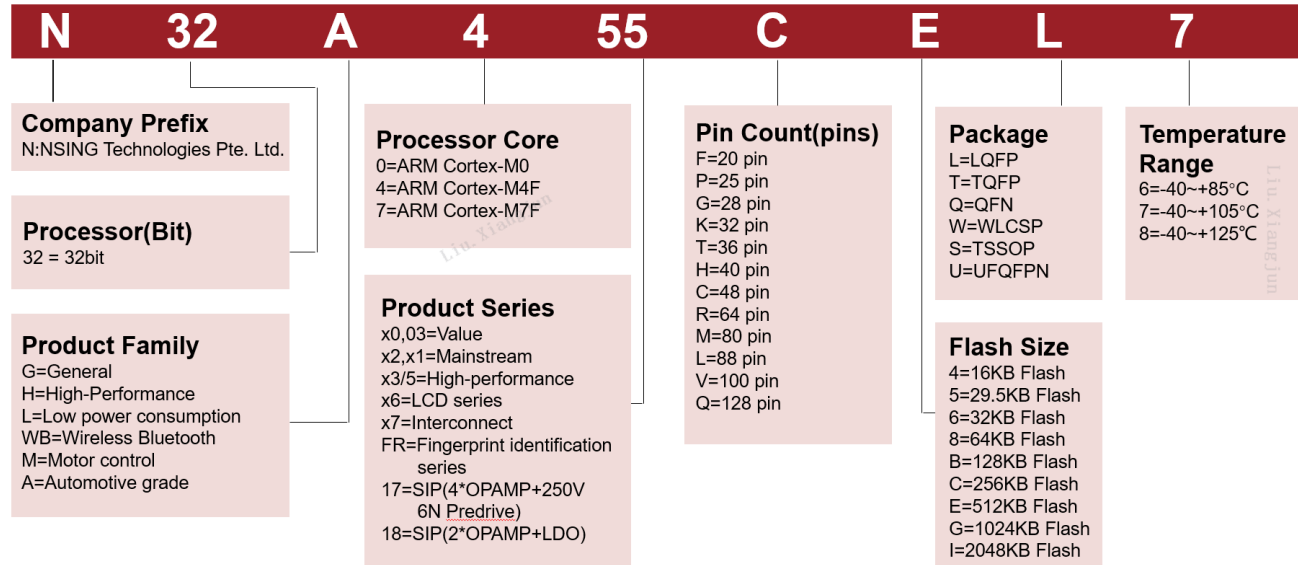 N 32 A 4 55 C E L 7
Company Prefix
N:NSING Technologies Pte. Ltd.
Processor(Bit)
32 = 32bit
Product Family
G=General
H=High-Performance
L=Low power consumption
WB=Wireless Bluetooth
M=Motor control
A=Automotive grade
Processor Core
0=ARM Cortex-M0
4=ARM Cortex-M4F
7=ARM Cortex-M7F
Liu. Xiangjun
Product Series
x0,03=Value
x2,x1=Mainstream
x3/5=High-performance
x6=LCD series
x7=Interconnect
FR=Fingerprint identification
series
17=SIP(4*OPAMP+250V
6N Predrive)
18=SIP(2*OPAMP+LDO)
Pin Count(pins)
F=20 pin
P=25 pin
G=28 pin
K=32 pin
T=36 pin
H=40 pin
C=48 pin
R=64 pin
M=80 pin
L=88 pin
V=100 pin
Q=128 pin
Package
L=LQFP
T=TQFP
Q=QFN
W=WLCSP
S=TSSOP
U=UFQFPN
Flash Size
4=16KB Flash
5=29.5KB Flash
6=32KB Flash
8=64KB Flash
B=128KB Flash
C=256KB Flash
E=512KB Flash
G=1024KB Flash
I=2048KB Flash
Temperature
Range
6=-40~+85°C
7=-40~+105°C
8=-40~+125℃
Liu. Xiangjun